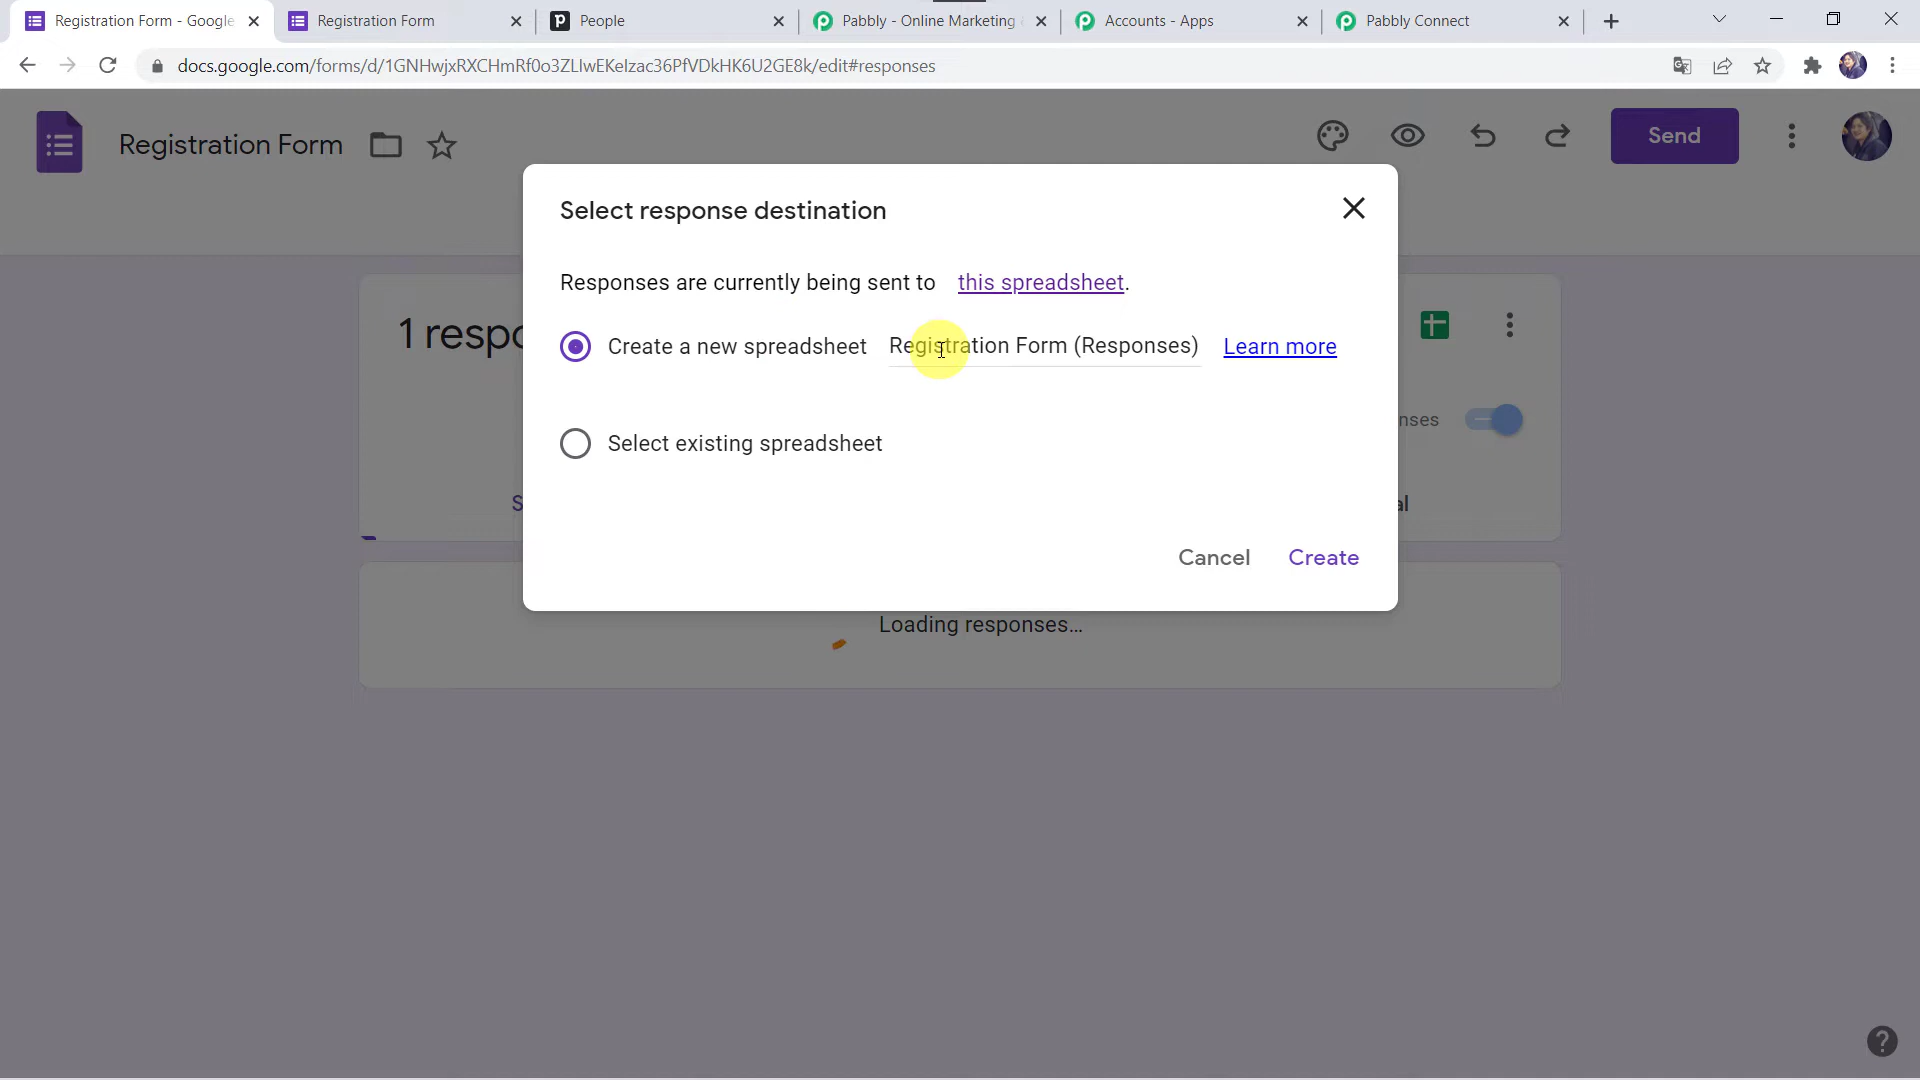 Registration Form - Google
Registration Form
People
Pabbly - Online Marketing
Accounts - Apps
Pabbly Connect
docs.google.com/forms/d/1GNHwjxRXCHmRf0o3ZLIwEKeIzac36PfVDkHK6U2GE8k/edit#responses
Registration Form
Send
Select response destination
Responses are currently being sent to this spreadsheet.
1 respo
Create a new spreadsheet Registration Form (Responses) Learn more
nses
Select existing spreadsheet
S
al
Cancel Create
Loading responses...